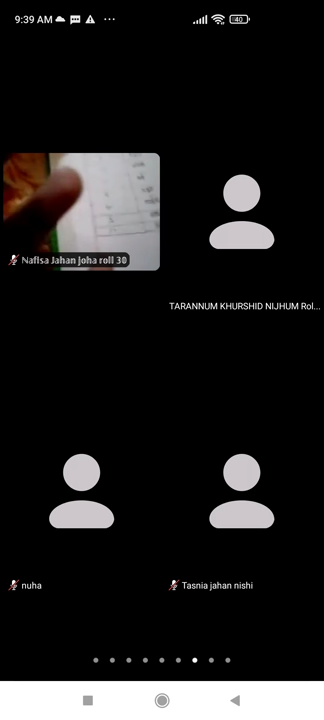 9:39 AM
40
Nafisa Jahan joha roll 30
TARANNUM KHURSHID NIJHUM Rol...
nuha
Tasnia jahan nishi